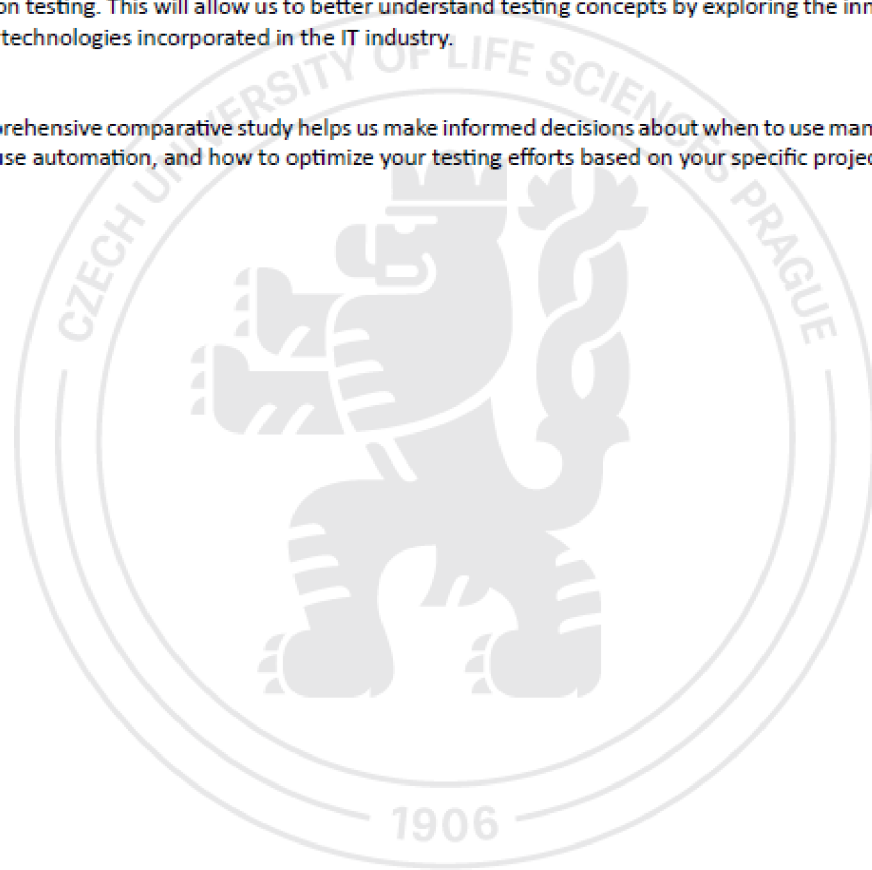 on testing. This will allow us to better understand testing concepts by exploring the inn
technologies incorporated in the IT industry.
prehensive comparative study helps us make informed decisions about when to use man
use automation, and how to optimize your testing efforts based on your specific projec
CZECH UNIVERSITY OF LIFE SCIENCES PRAGUE
1906